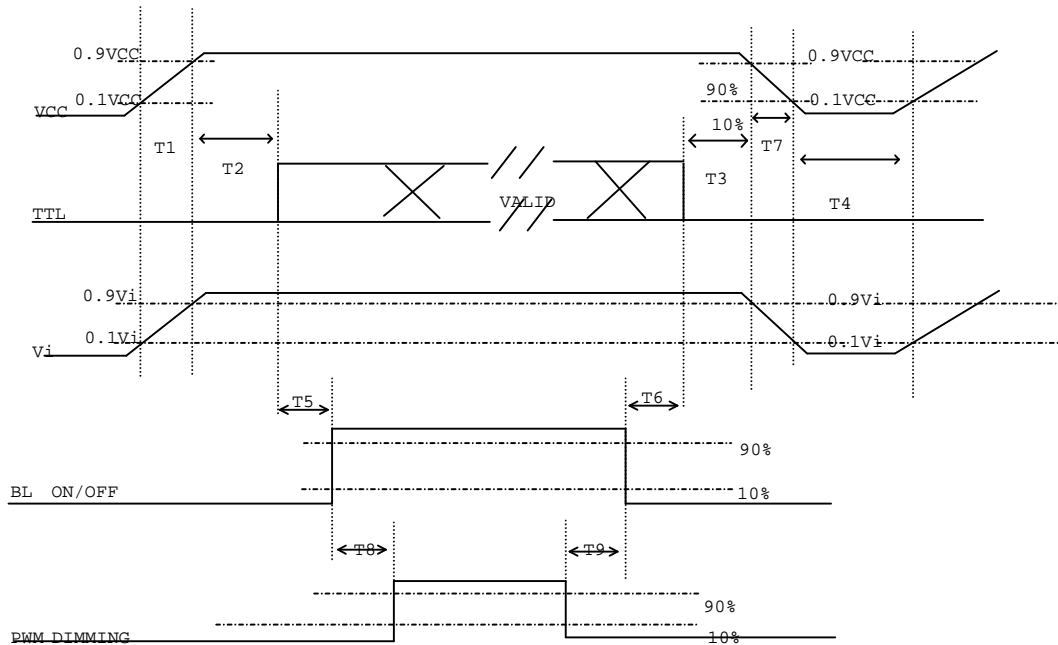 0.9VCC
0.9VCC
90%
0.1VCC
0.1VCC
VCC
10%
T1
T2
T7
T3
VALID
T4
TTL
0.9Vi
0.9Vi
0.1Vi
0.1Vi
Vi
T5
T6
90%
BL ON/OFF
10%
T8
T9
90%
PWM DIMMING
10%